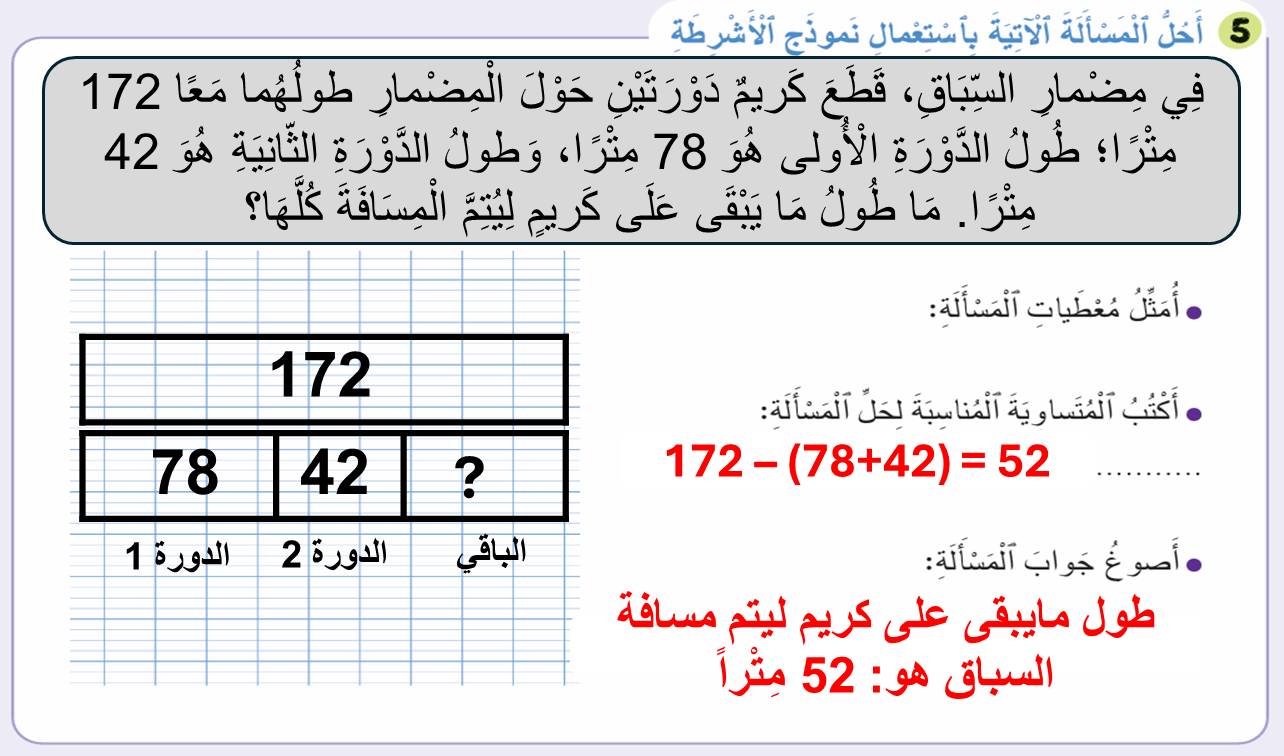 5 أَحُلُّ ٱلْمَسْأَلَةَ ٱلْآتِيَةَ بِٱسْتِعْمالِ نَموذَجِ ٱلْأَشْرِطَةِ
فِي مِضْمارِ السِّبَاقِ، قَطَعَ كَريمٌ دَوْرَتَيْنِ حَوْلَ الْمِضْمارِ طولُهُما مَعًا 172
مِتْرًا؛ طُولُ الدَّوْرَةِ الْأُولى هُوَ 78 مِتْرًا، وَطولُ الدَّوْرَةِ الثّانِيَةِ هُوَ 42
مِتْرًا. مَا طُولُ مَا يَبْقَى عَلَى كَريمٍ لِيُتِمَّ الْمِسَافَةَ كُلَّهَا؟
• أُمَثِّلُ مُعْطَياتِ ٱلْمَسْأَلَةِ:
172
78 42 ?
الدورة 1 الدورة 2 الباقي
• أَكْتُبُ ٱلْمُتَساوِيَةَ ٱلْمُناسِبَةَ لِحَلِّ ٱلْمَسْأَلَةِ:
172 – (78+42) = 52 ...........
• أَصوغُ جَوابَ ٱلْمَسْأَلَةِ:
طول مايبقى على كريم ليتم مسافة
السباق هو: 52 مِتْراً